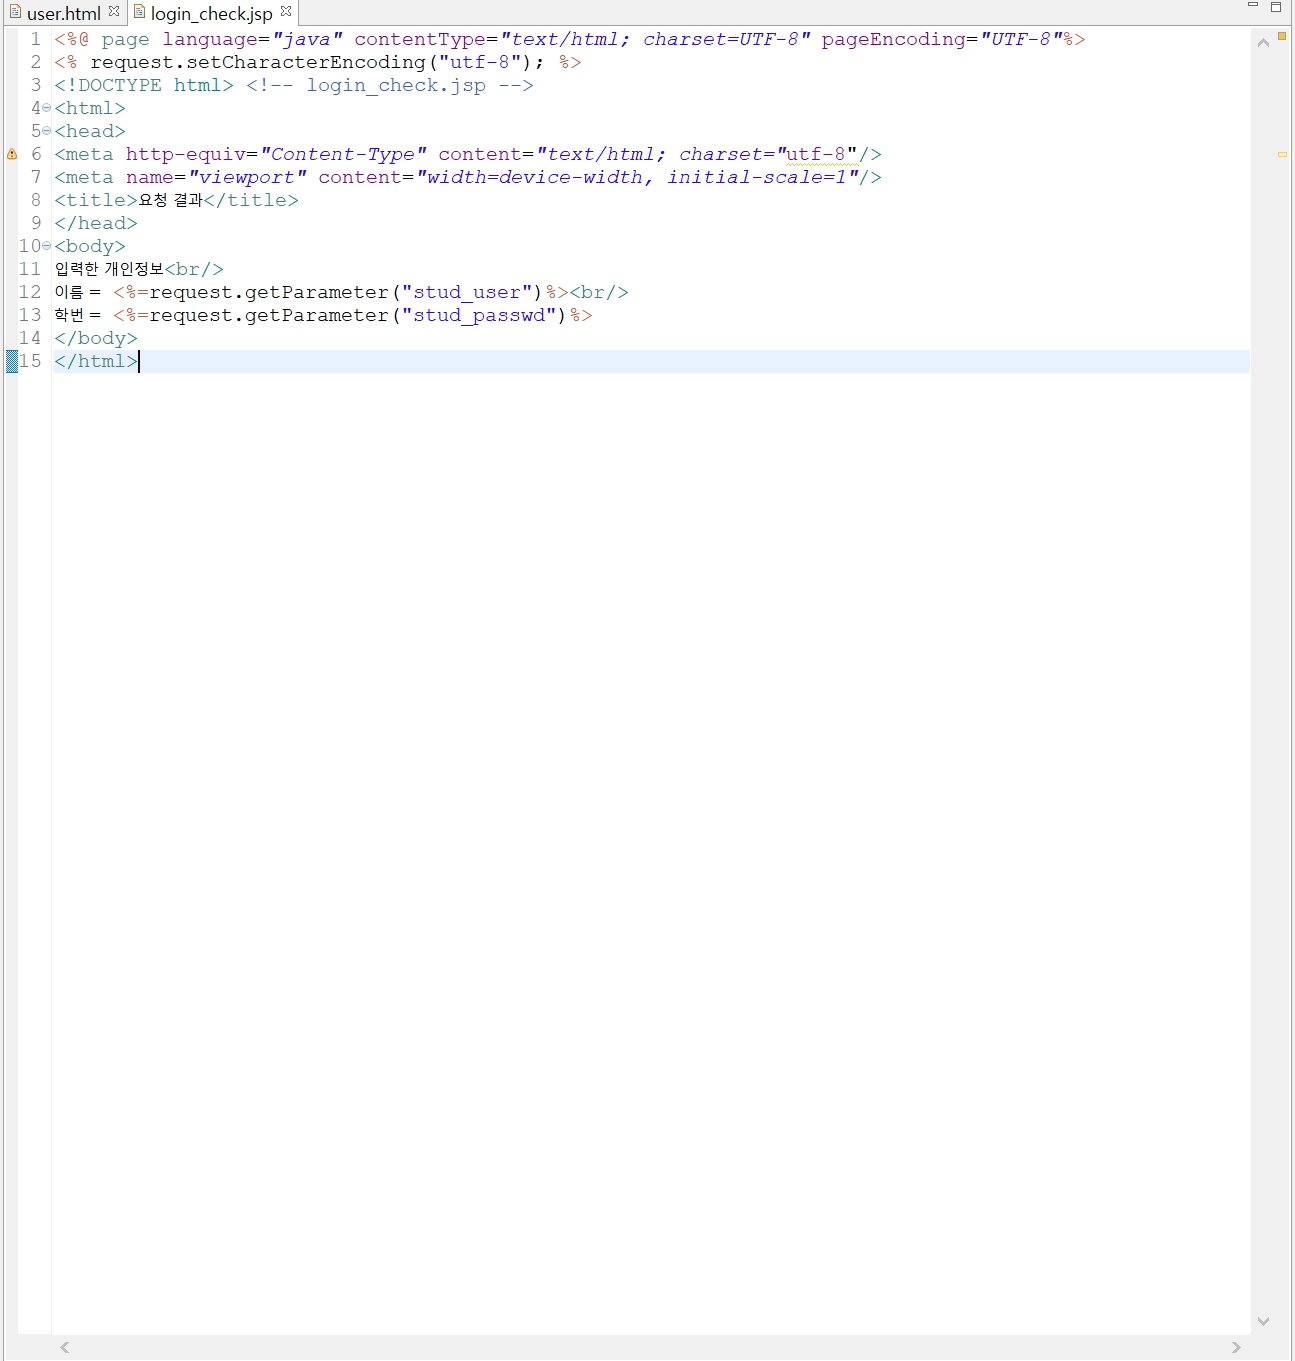 user.html login_check.jsp
1 <%@ page language="java" contentType="text/html; charset=UTF-8" pageEncoding="UTF-8"%>
2 <% request.setCharacterEncoding("utf-8"); %>
3 <!DOCTYPE html> <!-- login_check.jsp -->
4 <html>
5 <head>
6 <meta http-equiv="Content-Type" content="text/html; charset="utf-8"/>
7 <meta name="viewport" content="width=device-width, initial-scale=1"/>
8 <title>요청 결과</title>
9 </head>
10 <body>
11 입력한 개인정보<br/>
12 이름 = <%=request.getParameter("stud_user")%><br/>
13 학번 = <%=request.getParameter("stud_passwd")%>
14 </body>
15 </html>